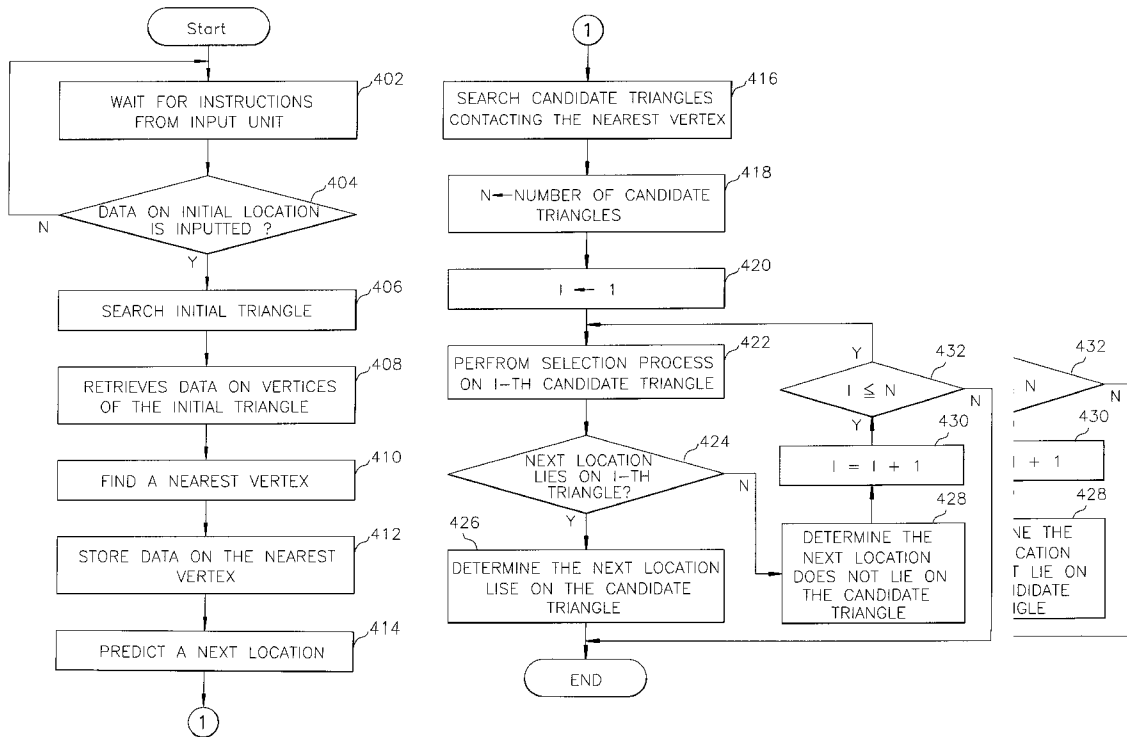 Start
402
WAIT FOR INSTRUCTIONS
FROM INPUT UNIT
404
DATA ON INITIAL LOCATION
IS INPUTTED ?
N
Y
406
SEARCH INITIAL TRIANGLE
408
RETRIEVES DATA ON VERTICES
OF THE INITIAL TRIANGLE
410
FIND A NEAREST VERTEX
412
STORE DATA ON THE NEAREST
VERTEX
414
PREDICT A NEXT LOCATION
1
1
416
SEARCH CANDIDATE TRIANGLES
CONTACTING THE NEAREST VERTEX
418
N←NUMBER OF CANDIDATE
TRIANGLES
420
I ← 1
422
PERFROM SELECTION PROCESS
ON I-TH CANDIDATE TRIANGLE
424
NEXT LOCATION
LIES ON I-TH
TRIANGLE?
N
Y
426
DETERMINE THE NEXT LOCATION
LISE ON THE CANDIDATE
TRIANGLE
END
Y
432
I ≦ N
N
Y
430
I = I + 1
428
DETERMINE THE
NEXT LOCATION
DOES NOT LIE ON
THE CANDIDATE
TRIANGLE
432
N
N
430
I + 1
428
NE THE
CATION
T LIE ON
NDIDATE
NGLE